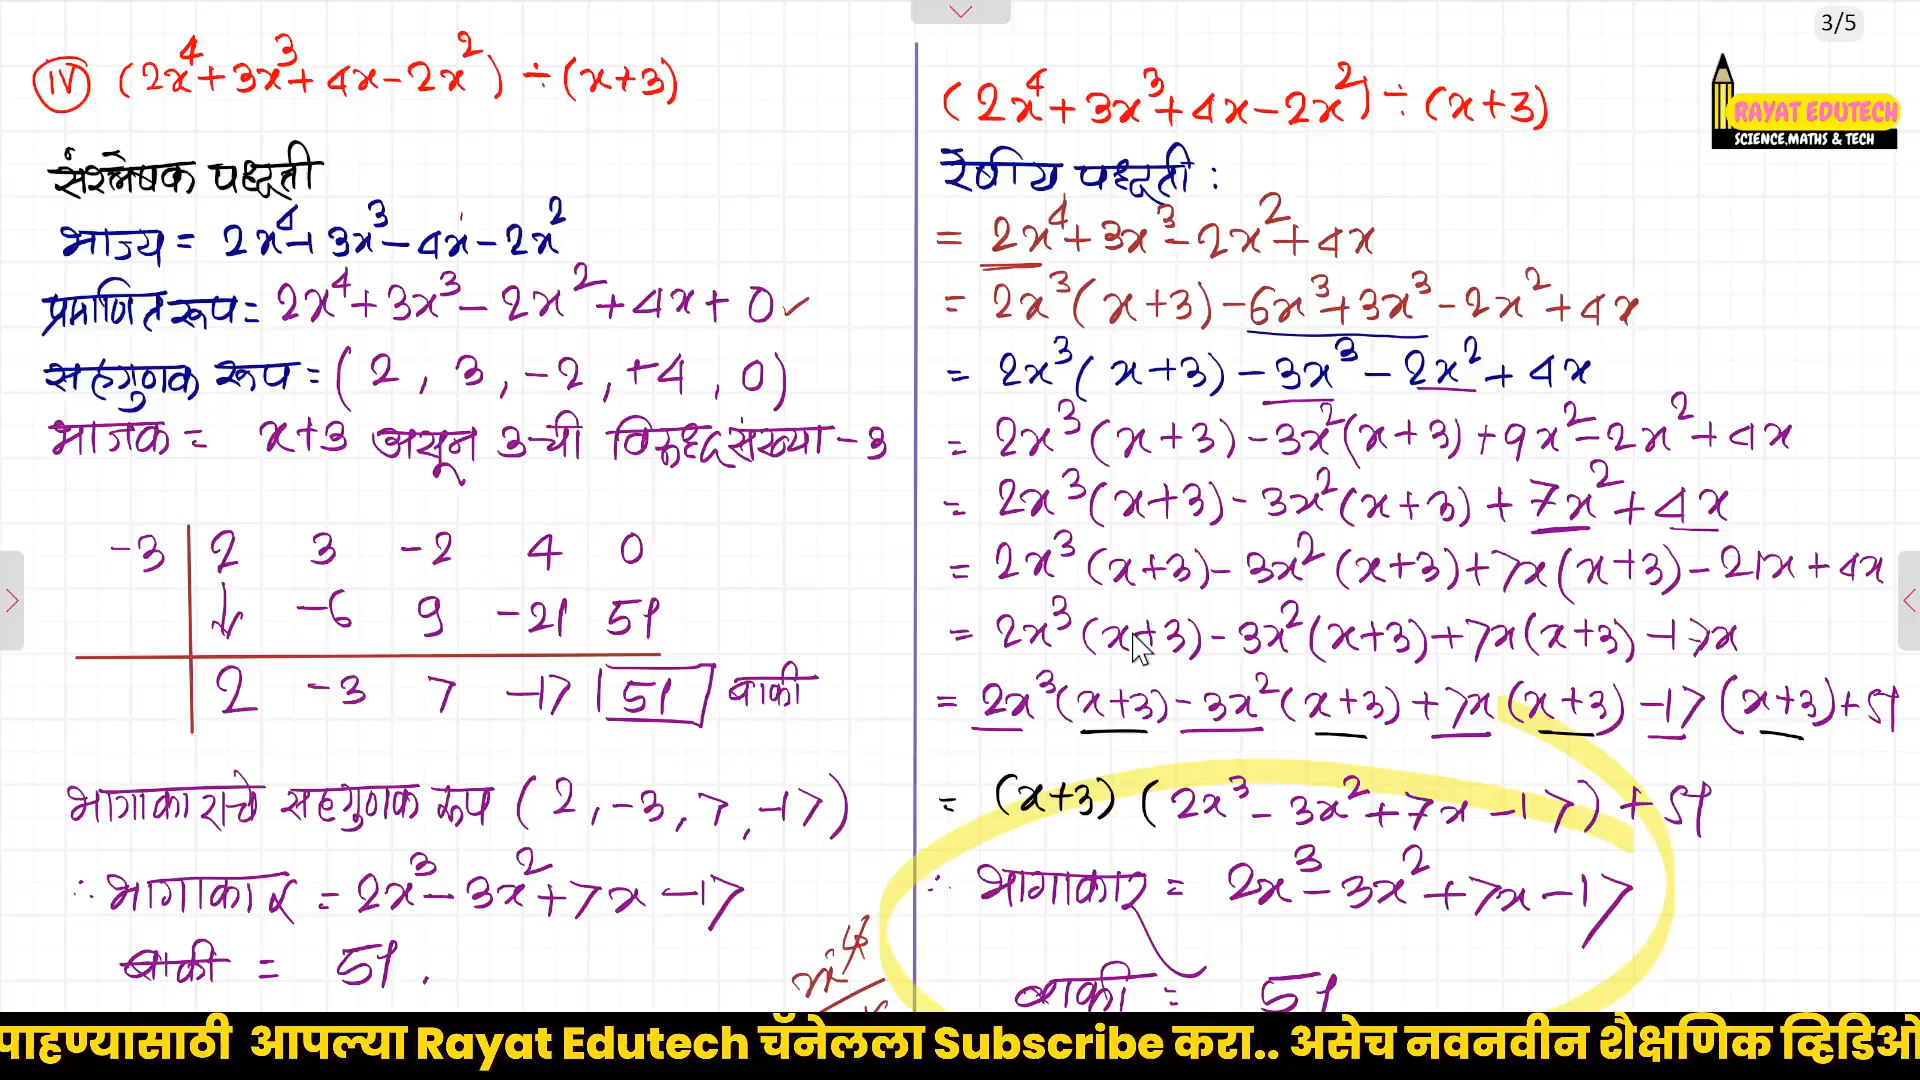 3/5
RAYAT EDUTECH
SCIENCE,MATHS & TECH
IV (2x⁴+3x³+4x-2x²) ÷ (x+3)
संश्लेषक पध्दती
भाज्य = 2x⁴+3x³-4x-2x²
प्रमाणित रूप = 2x⁴+3x³-2x²+4x+0 ✓
सहगुणक रूप = (2, 3, -2, +4, 0)
भाजक = x+3 असून 3-ची विरुध्द संख्या -3
-3 | 2 3 -2 4 0
↓ -6 9 -21 51
2 -3 7 -17 51 बाकी
भागाकाराचे सहगुणक रूप (2, -3, 7, -17)
∴ भागाकार = 2x³-3x²+7x-17
बाकी = 51.
(2x⁴+3x³+4x-2x²) ÷ (x+3)
रेषीय पध्दती :
= 2x⁴+3x³-2x²+4x
= 2x³(x+3)-6x³+3x³-2x²+4x
= 2x³(x+3)-3x³-2x²+4x
= 2x³(x+3)-3x²(x+3)+9x²-2x²+4x
= 2x³(x+3)-3x²(x+3)+7x²+4x
= 2x³(x+3)-3x²(x+3)+7x(x+3)-21x+4x
= 2x³(x+3)-3x²(x+3)+7x(x+3)-17x
= 2x³(x+3)-3x²(x+3)+7x(x+3)-17(x+3)+51
= (x+3)(2x³-3x²+7x-17)+51
∴ भागाकार = 2x³-3x²+7x-17
बाकी = 51
पाहण्यासाठी आपल्या Rayat Edutech चॅनेलला Subscribe करा.. असेच नवनवीन शैक्षणिक व्हिडिओ